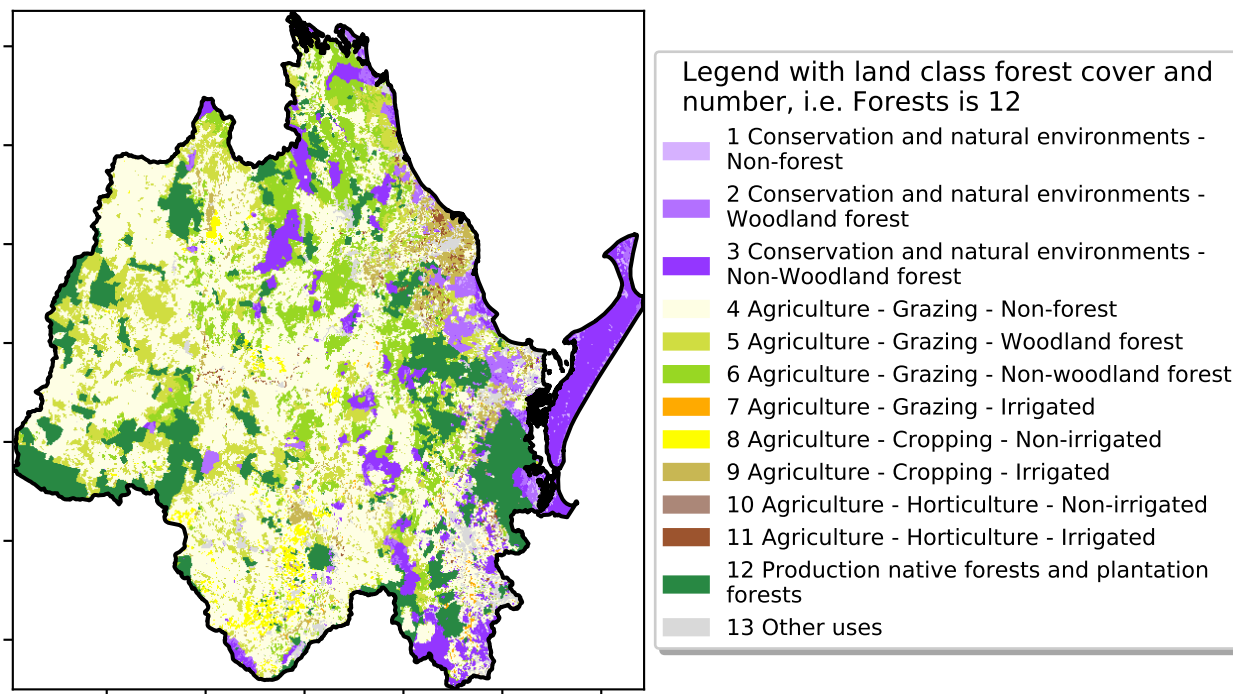 Legend with land class forest cover and
number, i.e. Forests is 12
1 Conservation and natural environments -
Non-forest
2 Conservation and natural environments -
Woodland forest
3 Conservation and natural environments -
Non-Woodland forest
4 Agriculture - Grazing - Non-forest
5 Agriculture - Grazing - Woodland forest
6 Agriculture - Grazing - Non-woodland forest
7 Agriculture - Grazing - Irrigated
8 Agriculture - Cropping - Non-irrigated
9 Agriculture - Cropping - Irrigated
10 Agriculture - Horticulture - Non-irrigated
11 Agriculture - Horticulture - Irrigated
12 Production native forests and plantation
forests
13 Other uses